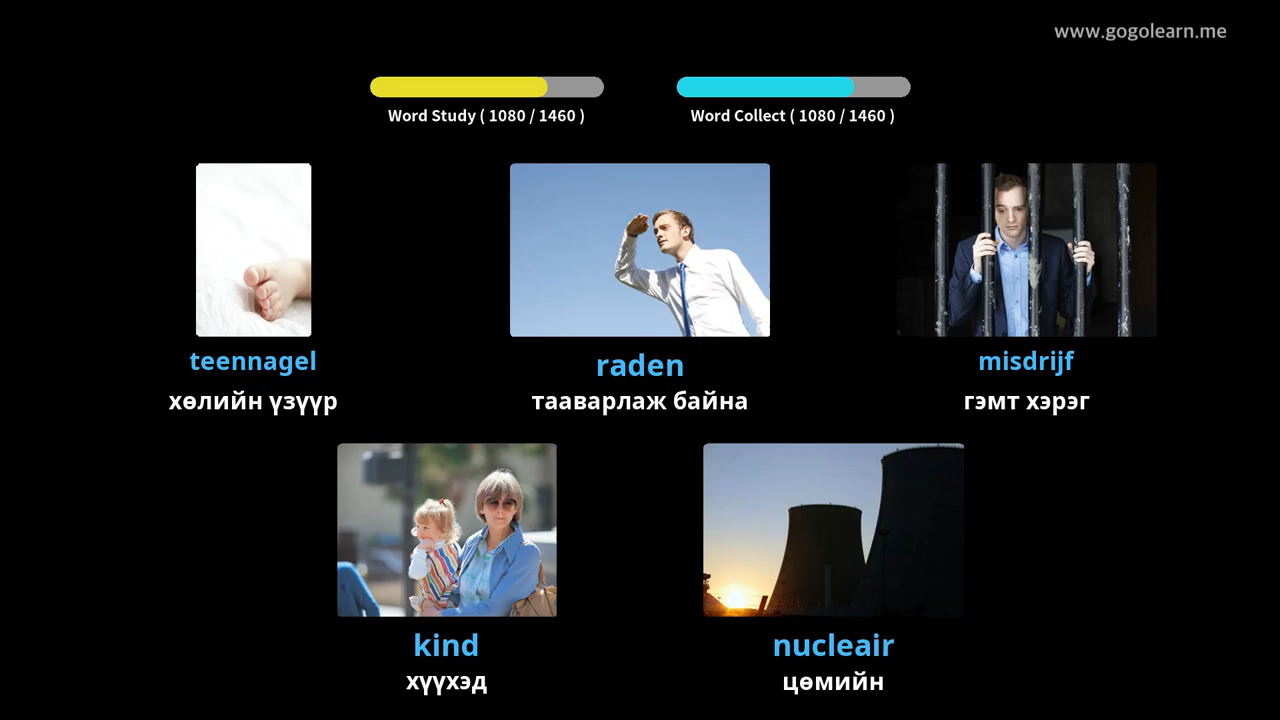 www.gogolearn.me
Word Study ( 1080 / 1460 )
Word Collect ( 1080 / 1460 )
teennagel
хөлийн үзүүр
raden
таaварлаж байна
misdrijf
гэмт хэрэг
kind
хүүхэд
nucleair
цөмийн